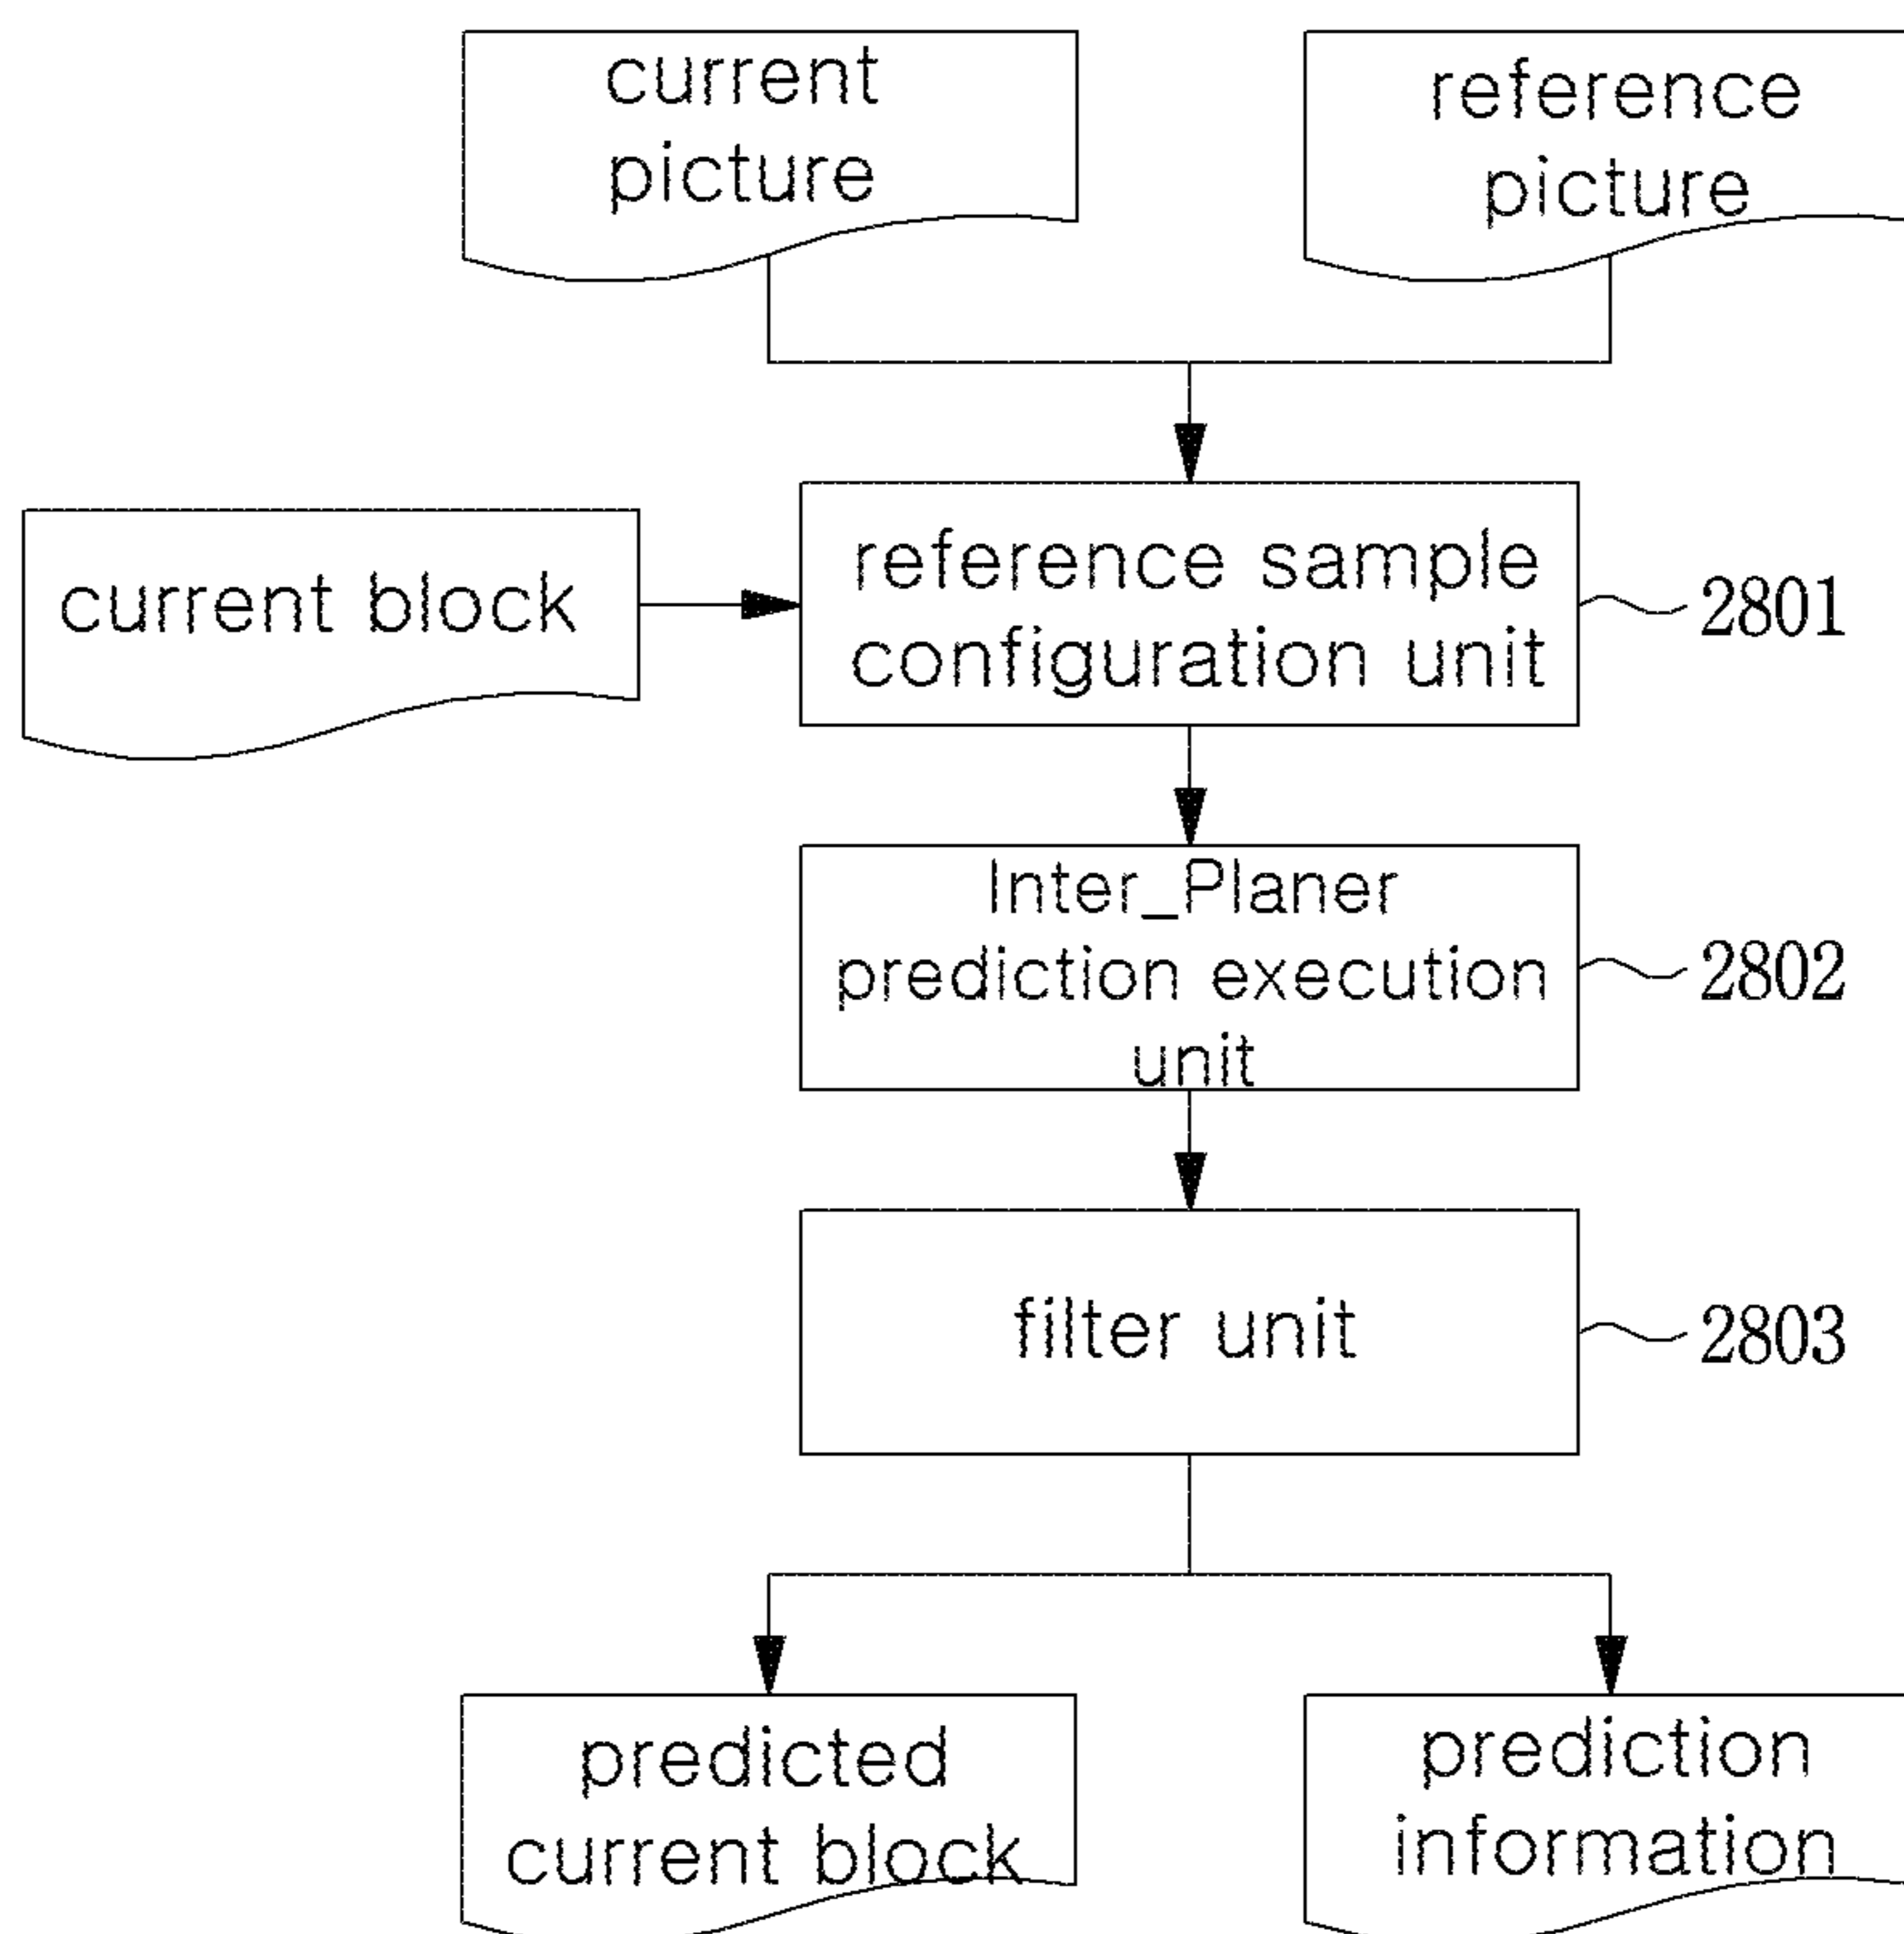 current
picture
reference
picture
current block
reference sample
configuration unit
2801
Inter_Planer
prediction execution
unit
2802
filter unit
2803
predicted
current block
prediction
information